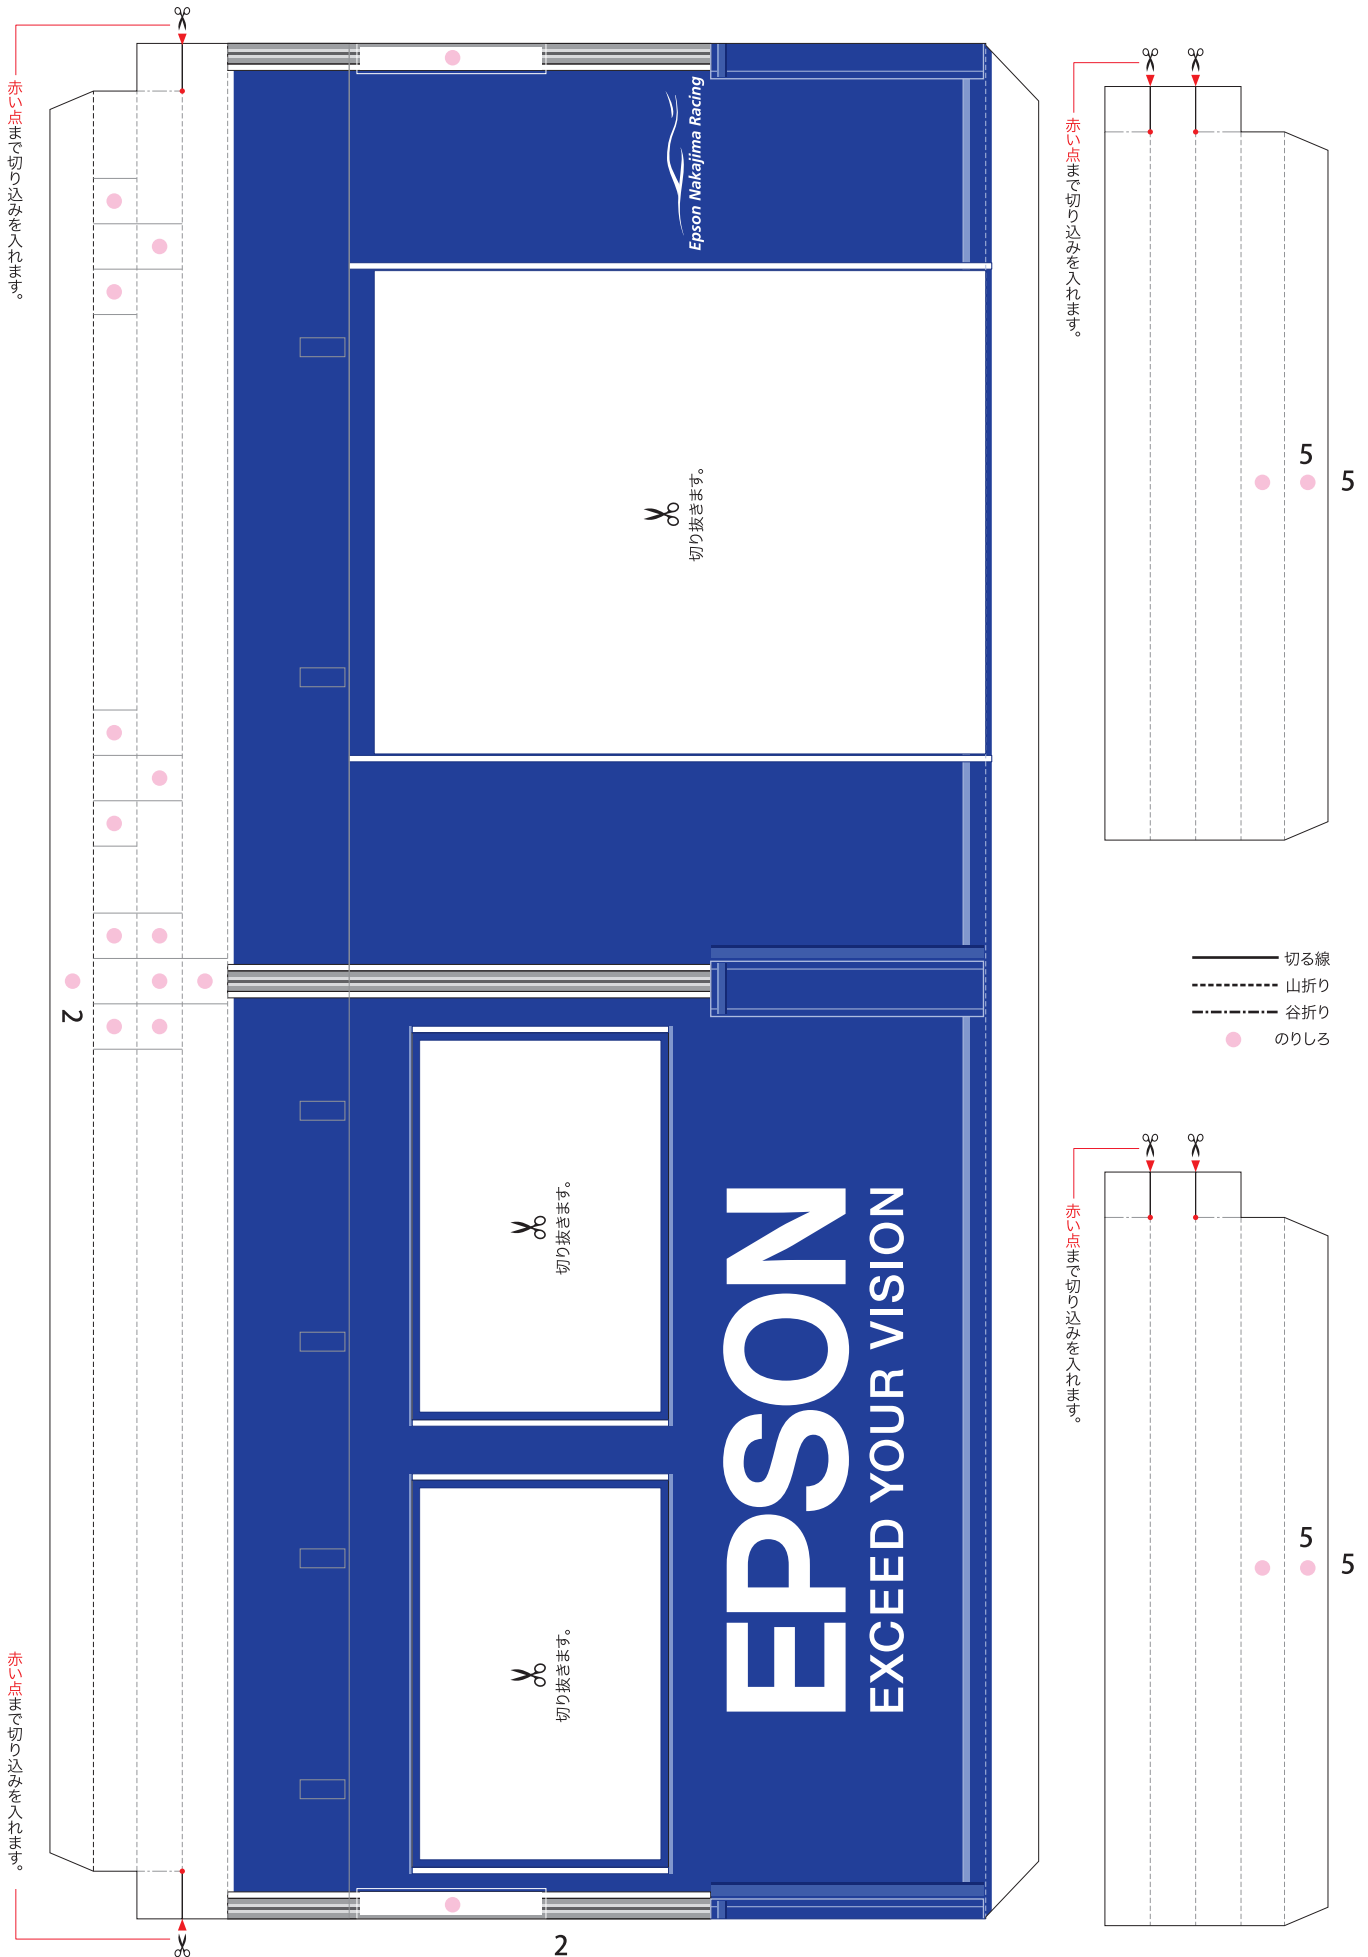 赤い点まで切り込みを入れます。
赤い点まで切り込みを入れます。
Epson Nakajima Racing
切り抜きます。
5
5
切る線
山折り
谷折り
のりしろ
2
切り抜きます。
EPSON
EXCEED YOUR VISION
赤い点まで切り込みを入れます。
5
5
切り抜きます。
赤い点まで切り込みを入れます。
2